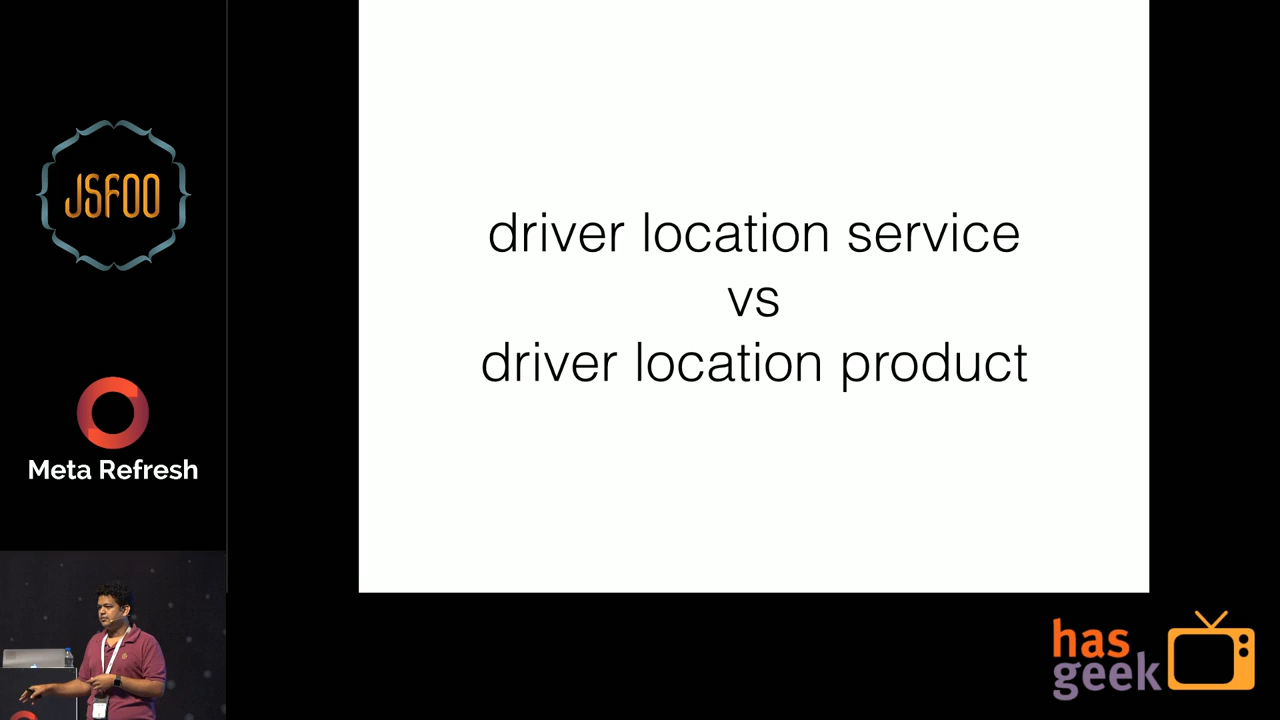 JSFOO
Meta Refresh
driver location service
vs
driver location product
has
geek